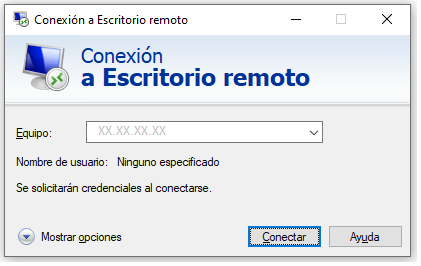 Conexión a Escritorio remoto
Conexión
a Escritorio remoto
Equipo: XX.XX.XX.XX
Nombre de usuario: Ninguno especificado
Se solicitarán credenciales al conectarse.
Mostrar opciones Conectar Ayuda